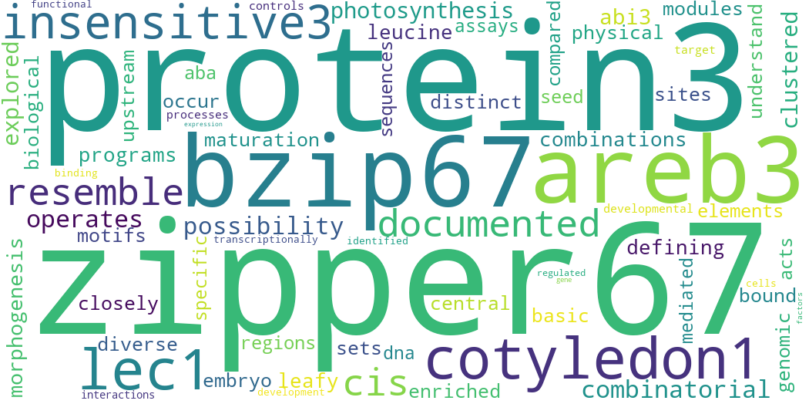 functional controls
insensitive3 photosynthesis abi3 modules
leucine assays physical
protein3
explored biological upstream aba sequences compared target understand clustered
occur distinct seed sites
processes
expression
maturation combinations
programs
binding
bzip67 areb3
resemble
operates possibility documented developmental elements
motifs transcriptionally identified defining
zipper67
morphogenesis specific mediated acts
closely central regulated
gene
cells
basic bound
factors
genomic
diverse regions sets dna
lec1 cotyledon1
embryo leafy cis enriched combinatorial
interactions development